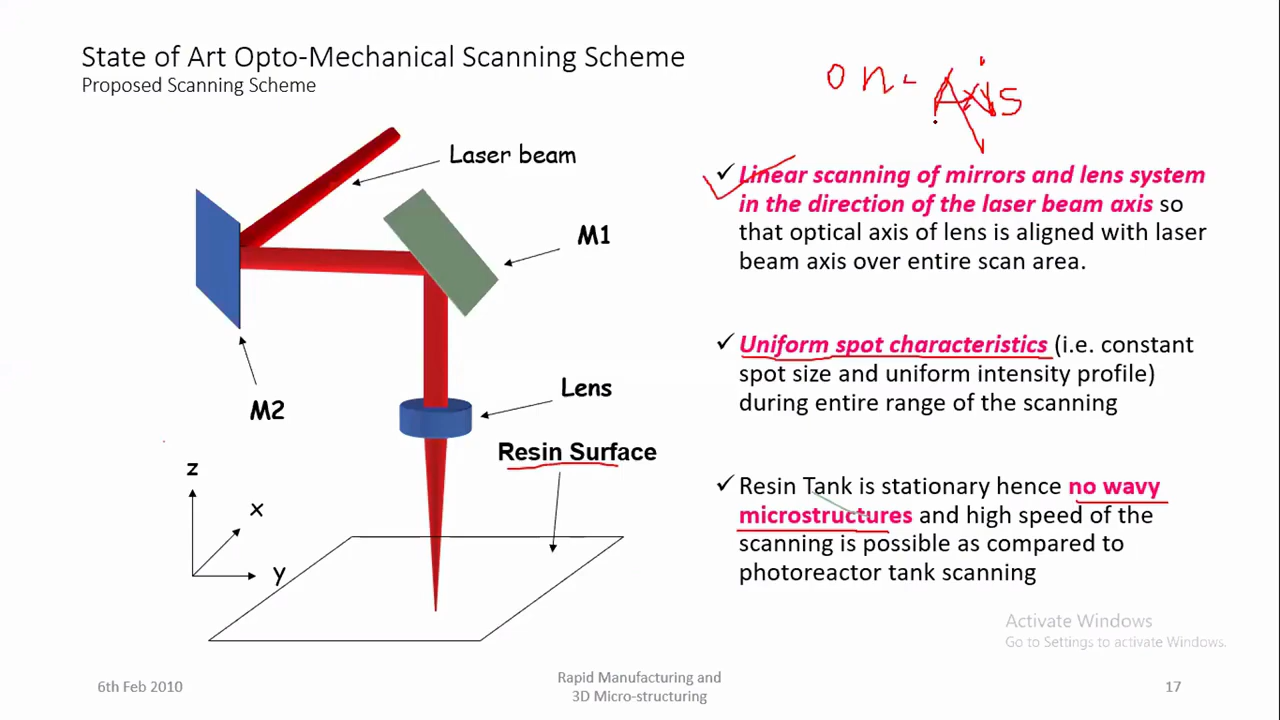 State of Art Opto-Mechanical Scanning Scheme
Proposed Scanning Scheme
on-Axis
Laser beam
M1
M2
Lens
Resin Surface
z
x
y
✓ Linear scanning of mirrors and lens system
in the direction of the laser beam axis so
that optical axis of lens is aligned with laser
beam axis over entire scan area.
✓ Uniform spot characteristics (i.e. constant
spot size and uniform intensity profile)
during entire range of the scanning
✓ Resin Tank is stationary hence no wavy
microstructures and high speed of the
scanning is possible as compared to
photoreactor tank scanning
Activate Windows
Go to Settings to activate Windows.
6th Feb 2010
Rapid Manufacturing and
3D Micro-structuring
17